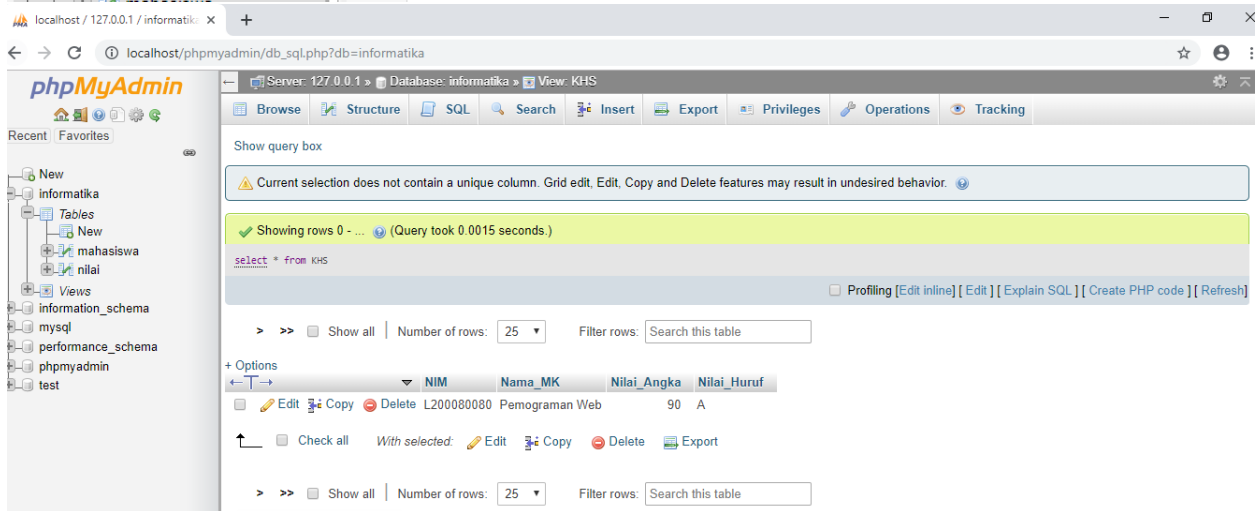 localhost / 127.0.0.1 / informatika
localhost/phpmyadmin/db_sql.php?db=informatika
phpMyAdmin
Recent Favorites
New
informatika
Tables
New
mahasiswa
nilai
Views
information_schema
mysql
performance_schema
phpmyadmin
test
Server: 127.0.0.1 » Database: informatika » View: KHS
Browse Structure SQL Search Insert Export Privileges Operations Tracking
Show query box
Current selection does not contain a unique column. Grid edit, Edit, Copy and Delete features may result in undesired behavior.
Showing rows 0 - ... (Query took 0.0015 seconds.)
select * from KHS
Profiling [Edit inline] [ Edit ] [ Explain SQL ] [ Create PHP code ] [ Refresh]
> >> Show all | Number of rows: 25 Filter rows: Search this table
+ Options
←T→ NIM Nama_MK Nilai_Angka Nilai_Huruf
Edit Copy Delete L200080080 Pemograman Web 90 A
Check all With selected: Edit Copy Delete Export
> >> Show all | Number of rows: 25 Filter rows: Search this table